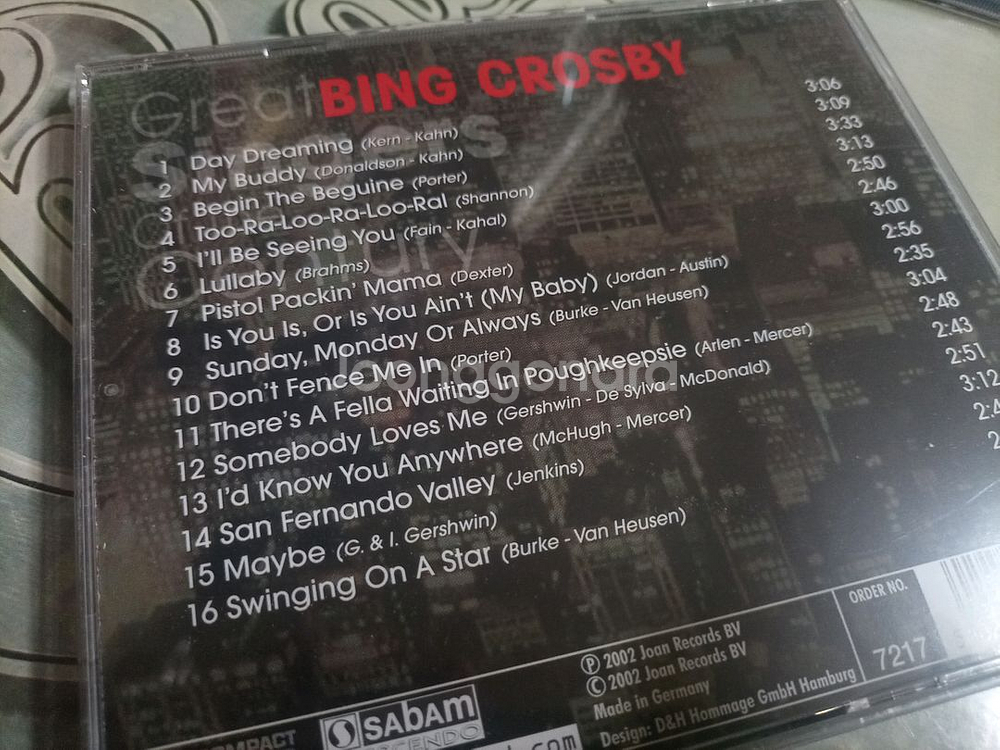 Great BING CROSBY
Singers
Of
Century
1 Day Dreaming (Kern - Kahn) 3:06
2 My Buddy (Donaldson - Kahn) 3:09
3 Begin The Beguine (Porter) 3:33
4 Too-Ra-Loo-Ra-Loo-Ral (Shannon) 3:13
5 I'll Be Seeing You (Fain - Kahal) 2:50
6 Lullaby (Brahms) 2:46
7 Pistol Packin' Mama (Dexter) 3:00
8 Is You Is, Or Is You Ain't (My Baby) (Jordan - Austin) 2:56
9 Sunday, Monday Or Always (Burke - Van Heusen) 2:35
10 Don't Fence Me In (Porter) 3:04
11 There's A Fella Waiting In Poughkeepsie (Arlen - Mercer) 2:48
12 Somebody Loves Me (Gershwin - De Sylva - McDonald) 2:43
13 I'd Know You Anywhere (McHugh - Mercer) 2:51
14 San Fernando Valley (Jenkins) 3:12
15 Maybe (G. & I. Gershwin)
16 Swinging On A Star (Burke - Van Heusen)
joonggonara
ORDER NO.
7217
Ⓟ 2002 Joan Records BV
© 2002 Joan Records BV
Made in Germany
Design: D&H Hommage GmbH Hamburg
COMPACT
sabam